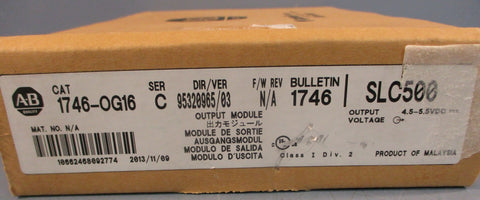 AB
CAT 1746-OG16
SER C
DIR/VER 95320965/03
F/W REV N/A
BULLETIN 1746
SLC500
MAT. NO. N/A
OUTPUT MODULE
出力モジュール
MODULE DE SORTIE
AUSGANGSMODUL
MODULO DE SALIDA
MODULO D'USCITA
OUTPUT VOLTAGE 4.5-5.5VDC
Class I Div. 2
PRODUCT OF MALAYSIA
10662468692774
2013/11/09